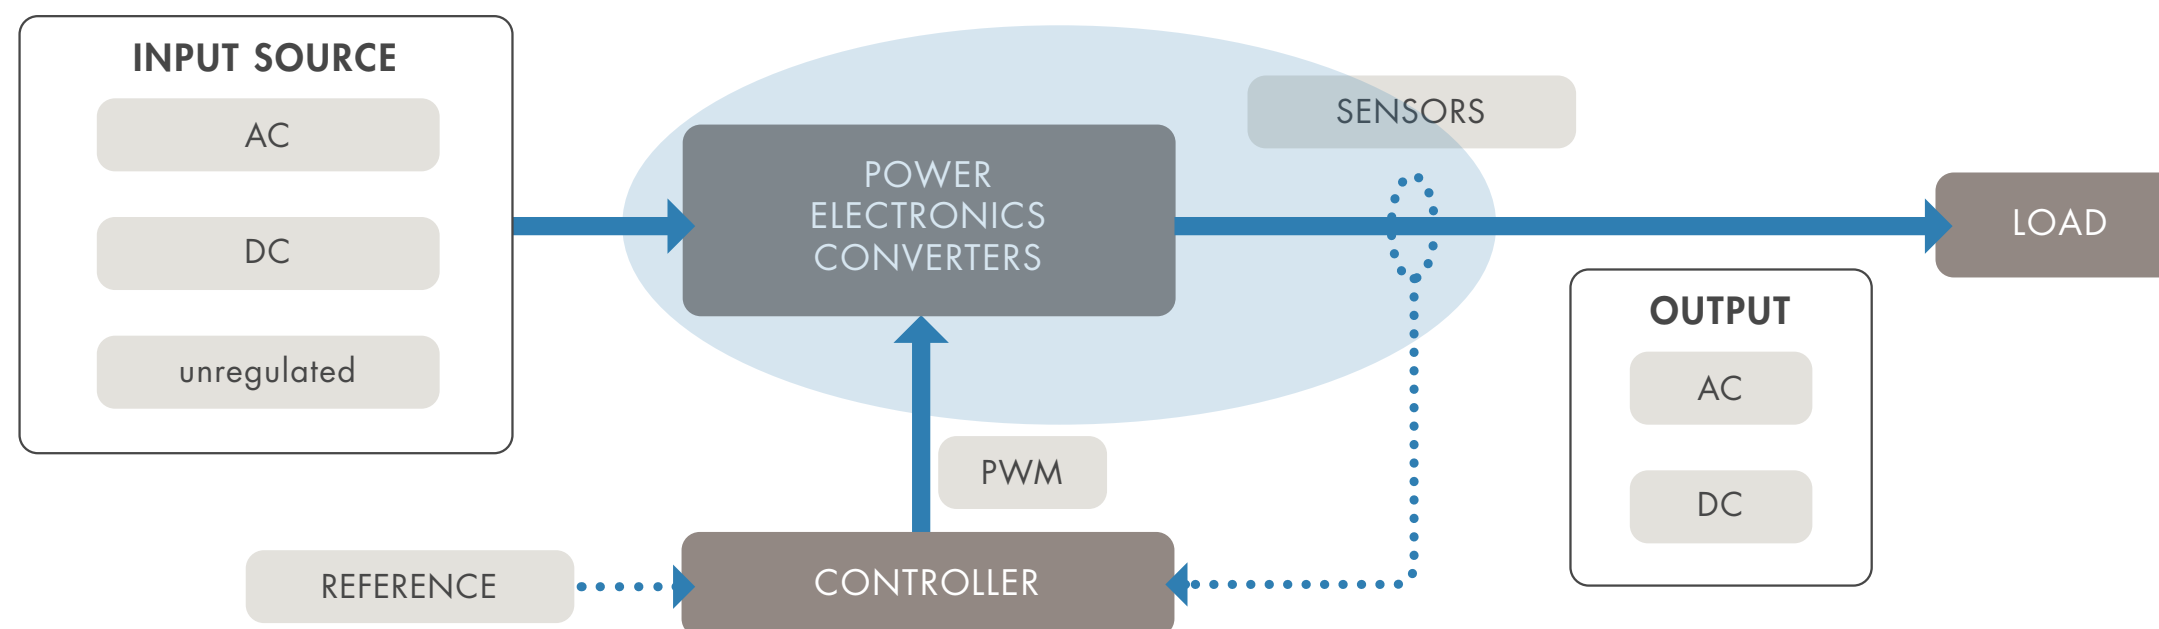 INPUT SOURCE
AC
DC
unregulated
POWER
ELECTRONICS
CONVERTERS
SENSORS
LOAD
OUTPUT
AC
DC
PWM
REFERENCE
CONTROLLER